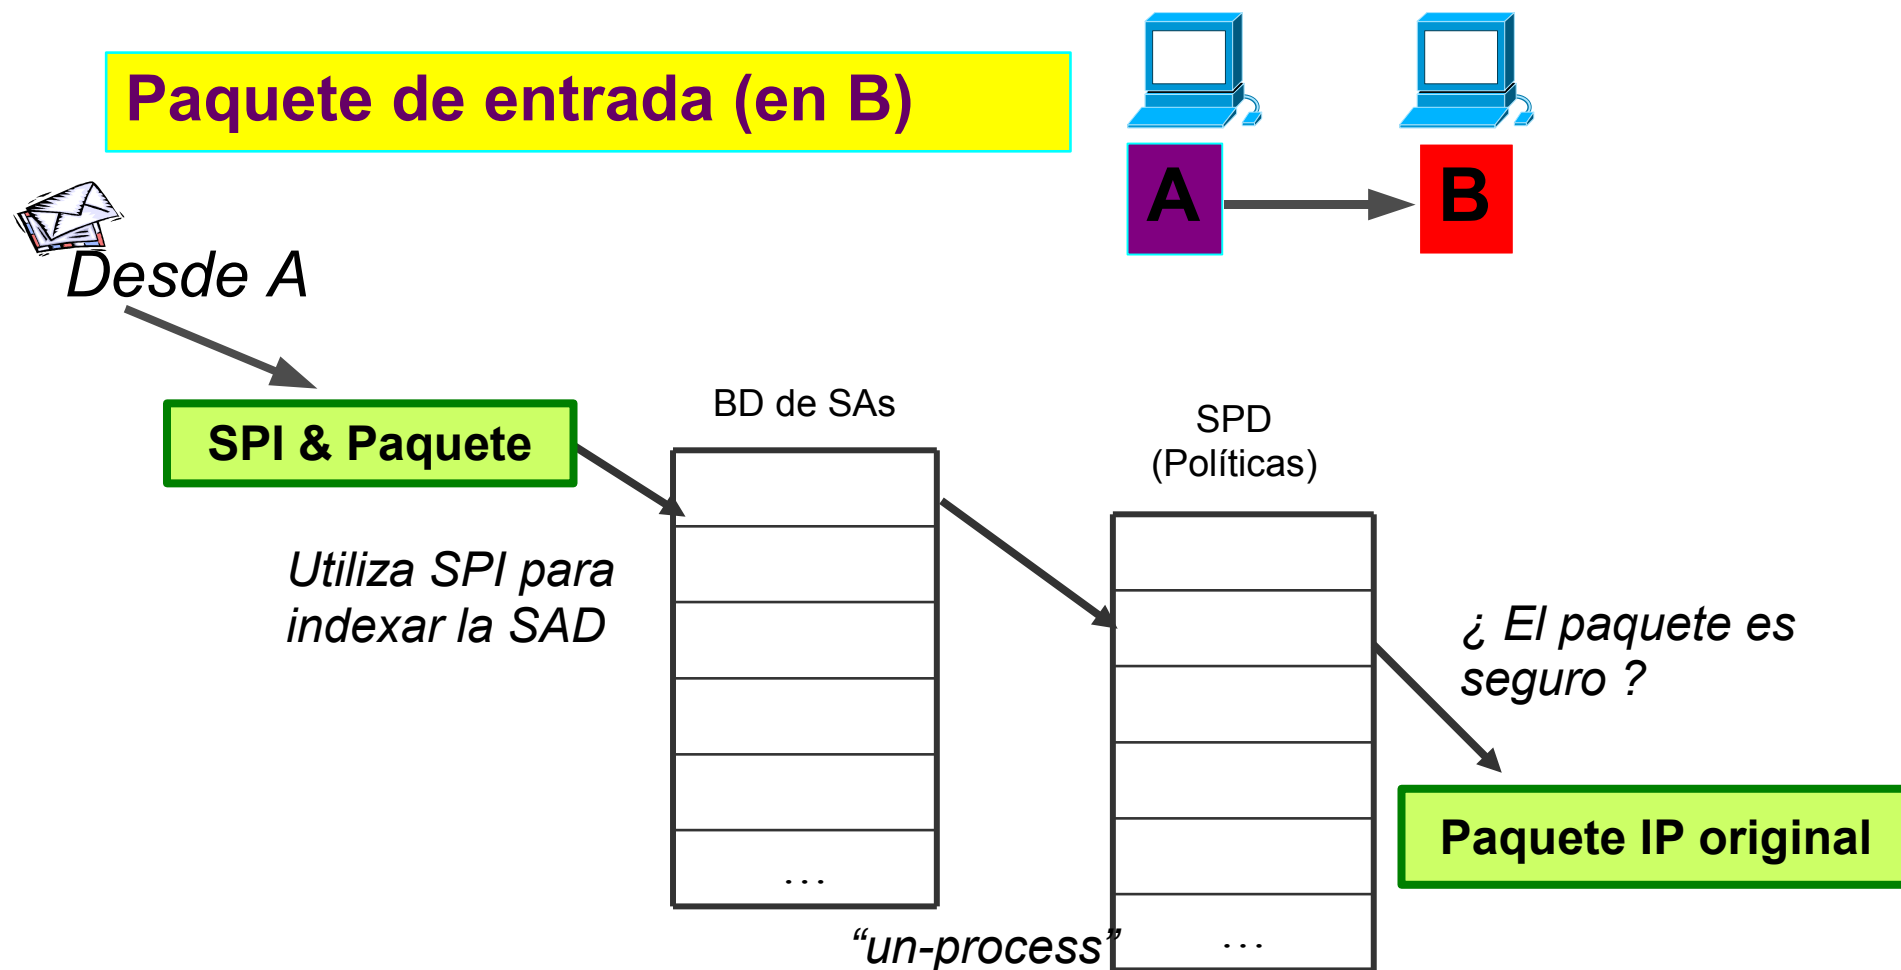 Paquete de entrada (en B)
A
B
Desde A
SPI & Paquete
BD de SAs
SPD
(Políticas)
Utiliza SPI para
indexar la SAD
¿ El paquete es
seguro ?
Paquete IP original
...
“un-process”
...